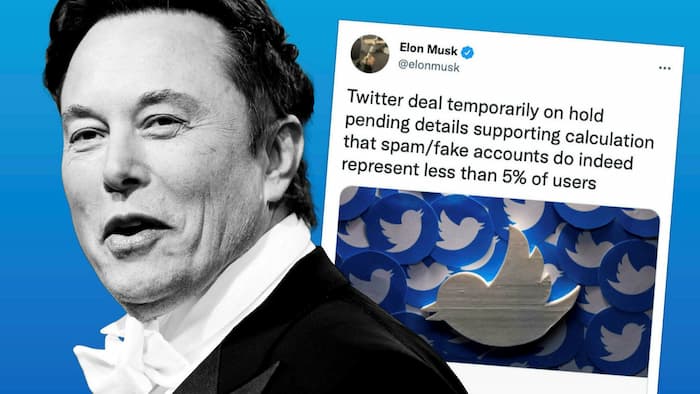 Elon Musk
@elonmusk
...
Twitter deal temporarily on hold
pending details supporting calculation
that spam/fake accounts do indeed
represent less than 5% of users